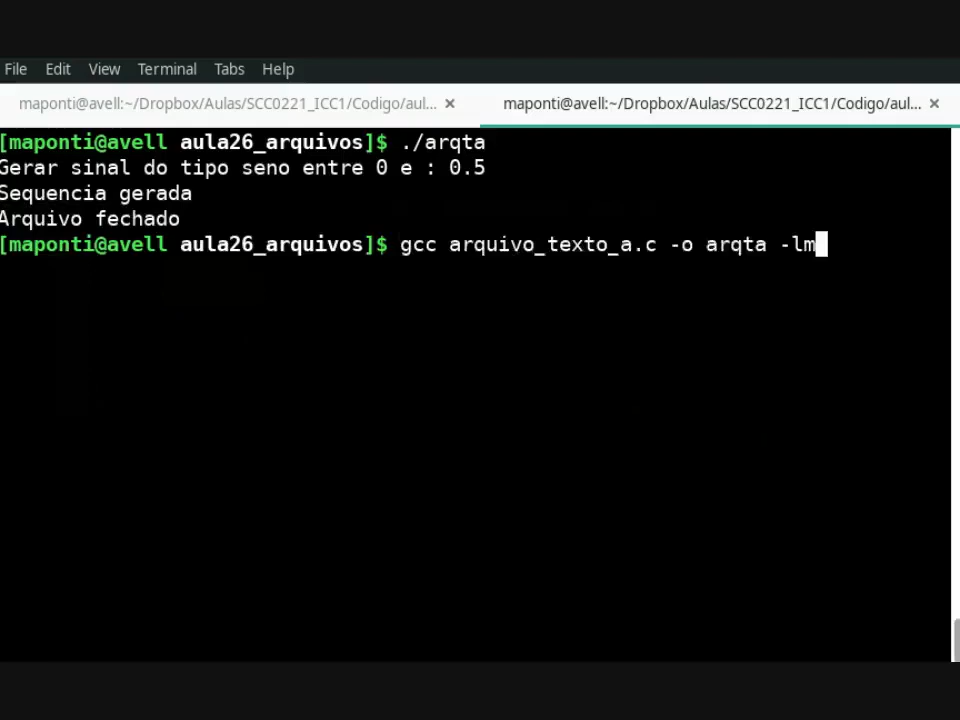 File Edit View Terminal Tabs Help
maponti@avell:~/Dropbox/Aulas/SCC0221_ICC1/Codigo/aul... × maponti@avell:~/Dropbox/Aulas/SCC0221_ICC1/Codigo/aul... ×
[maponti@avell aula26_arquivos]$ ./arqta
Gerar sinal do tipo seno entre 0 e : 0.5
Sequencia gerada
Arquivo fechado
[maponti@avell aula26_arquivos]$ gcc arquivo_texto_a.c -o arqta -lm